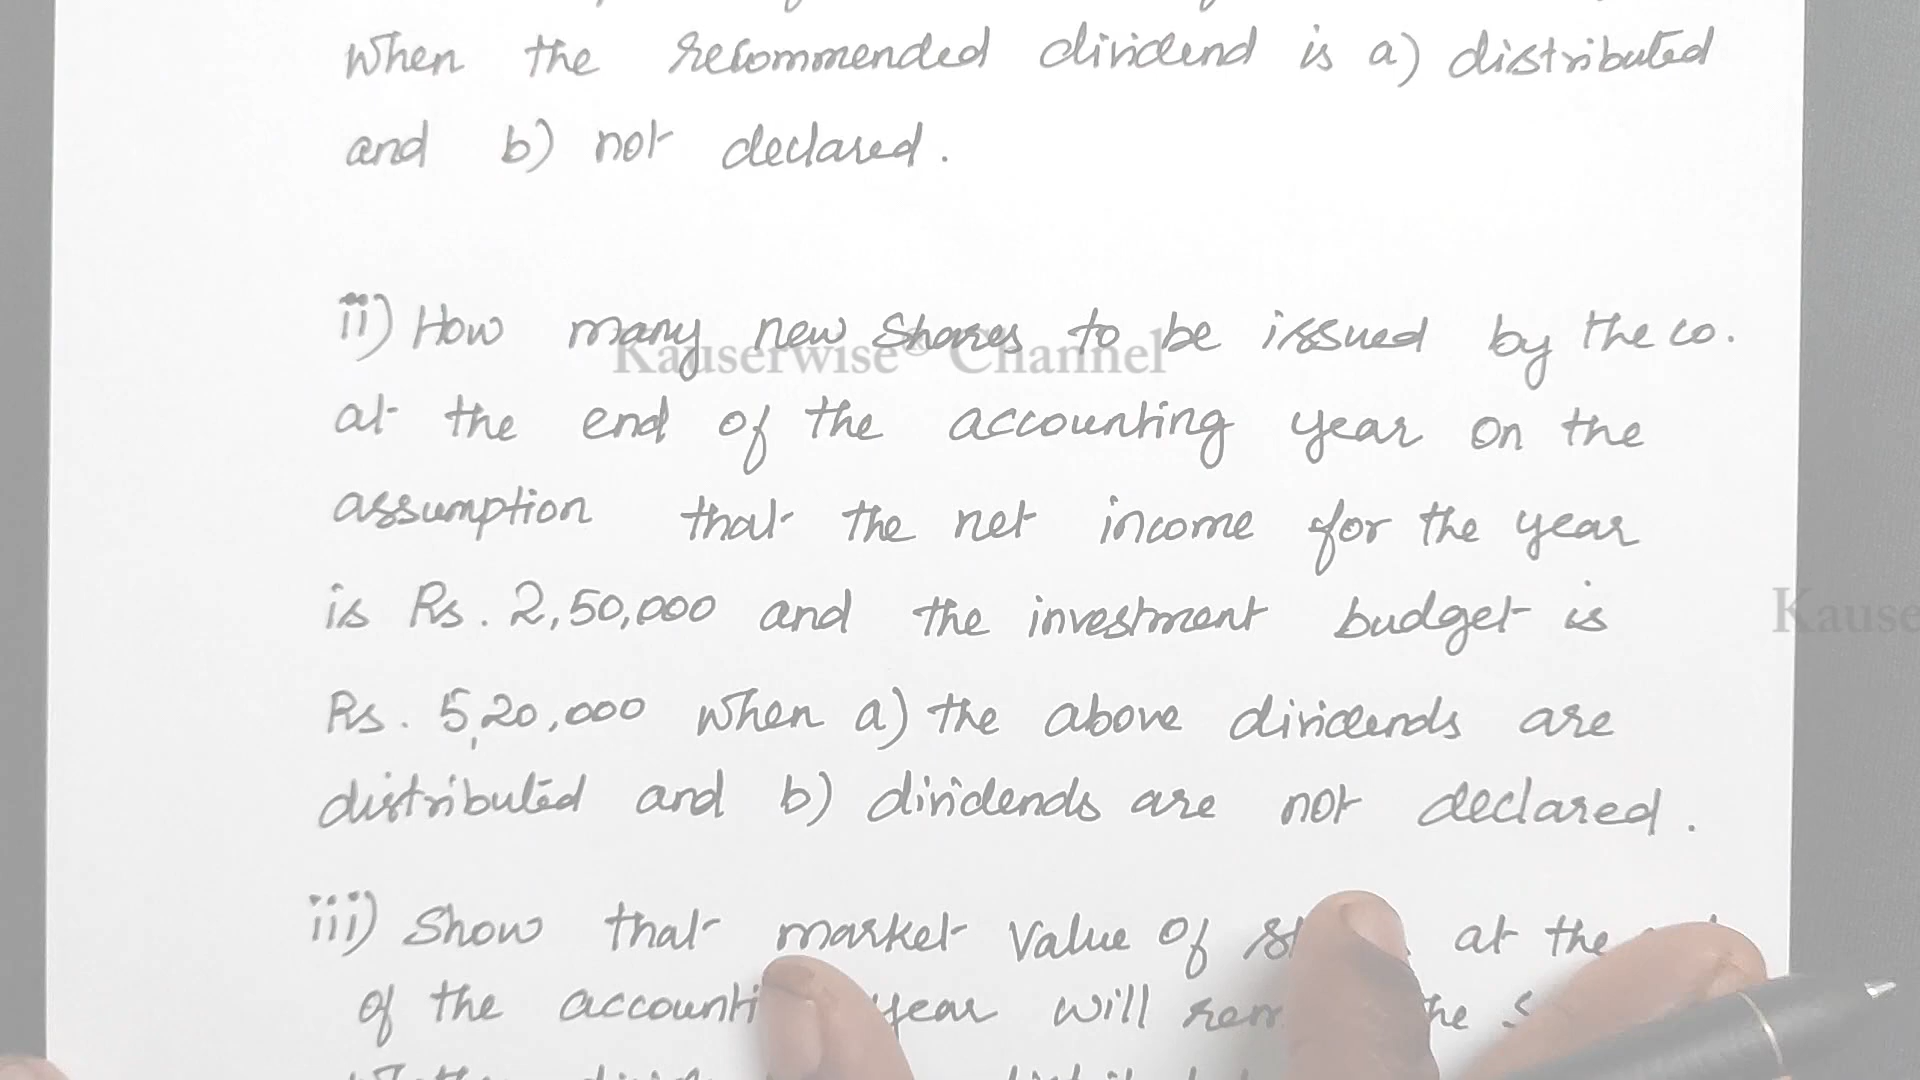 When the recommended dividend is a) distributed
and b) not declared.
ii) How many new shares to be issued by the co.
Kauserwise® Channel
at the end of the accounting year on the
assumption that the net income for the year
is Rs. 2,50,000 and the investment budget is
Kause
Rs. 5,20,000 when a) the above dividends are
distributed and b) dividends are not declared.
iii) Show that market value of at the
of the year will the